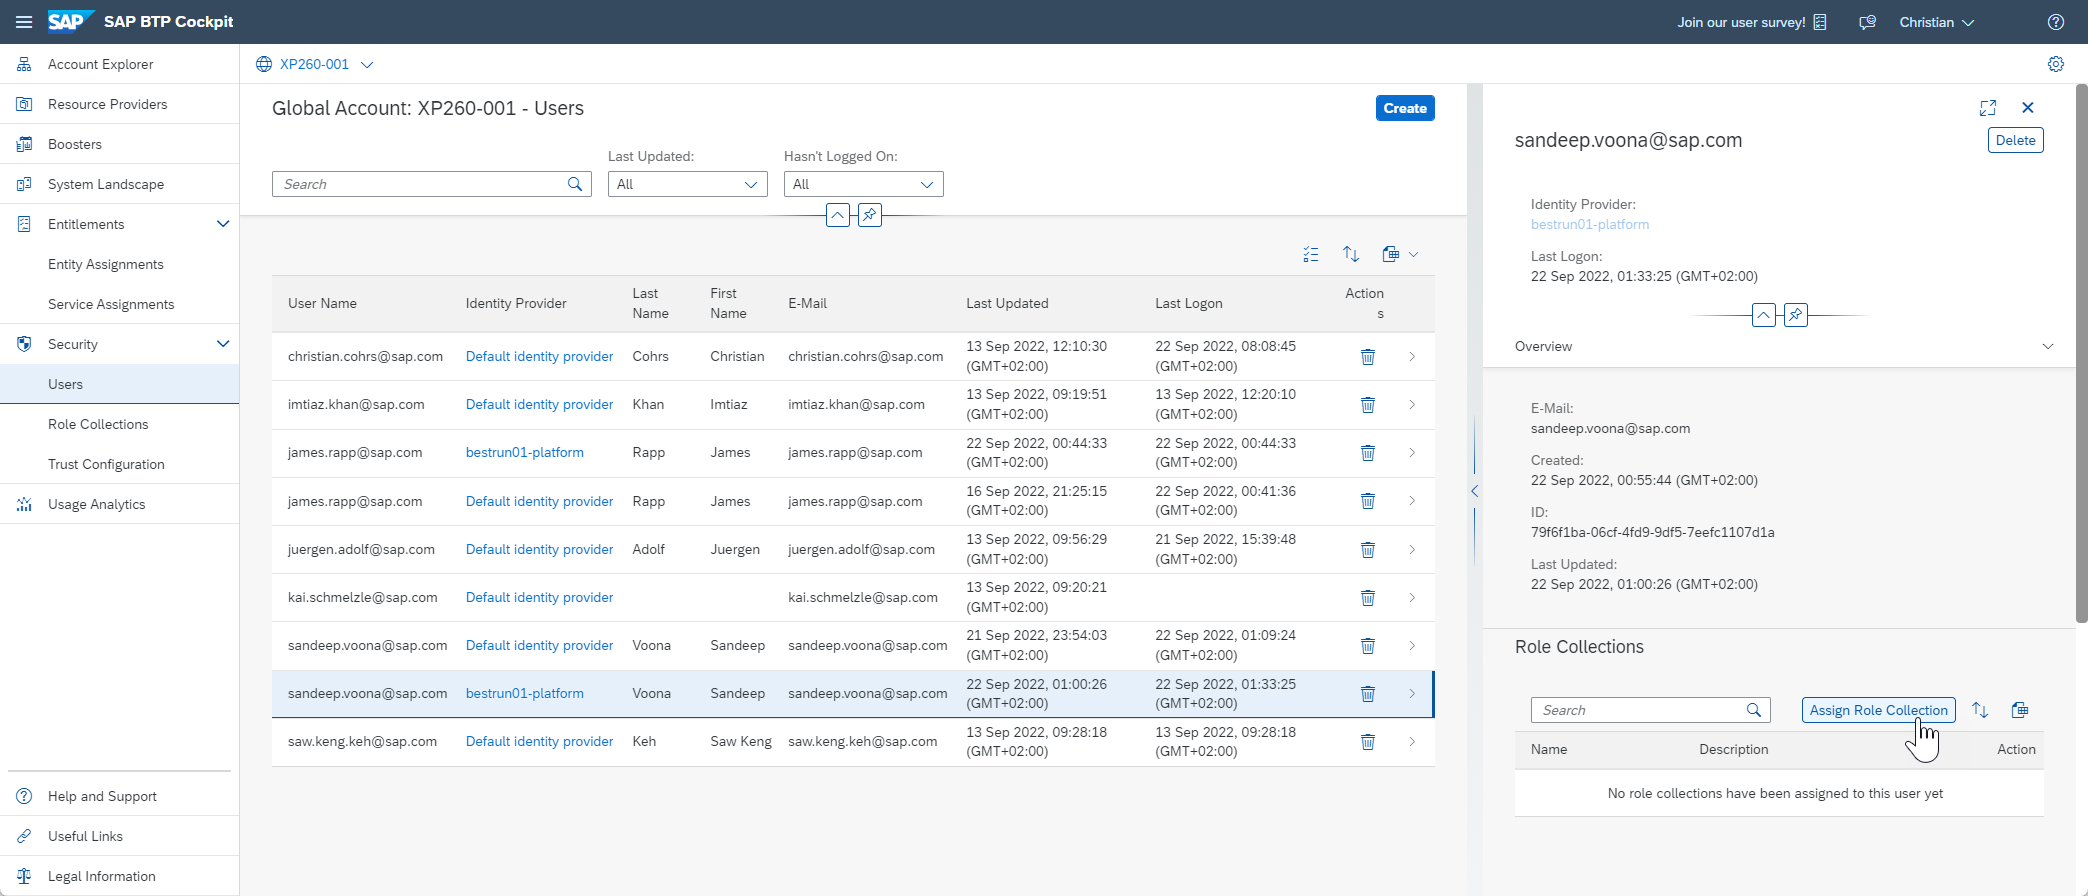 SAP SAP BTP Cockpit
Join our user survey!
Christian
Account Explorer
Resource Providers
Boosters
System Landscape
Entitlements
Entity Assignments
Service Assignments
Security
Users
Role Collections
Trust Configuration
Usage Analytics
Help and Support
Useful Links
Legal Information
XP260-001
Global Account: XP260-001 - Users
Create
Last Updated:
Hasn't Logged On:
Search
All
All
User Name Identity Provider Last Name First Name E-Mail Last Updated Last Logon Actions
christian.cohrs@sap.com Default identity provider Cohrs Christian christian.cohrs@sap.com 13 Sep 2022, 12:10:30 (GMT+02:00) 22 Sep 2022, 08:08:45 (GMT+02:00)
imtiaz.khan@sap.com Default identity provider Khan Imtiaz imtiaz.khan@sap.com 13 Sep 2022, 09:19:51 (GMT+02:00) 13 Sep 2022, 12:20:10 (GMT+02:00)
james.rapp@sap.com bestrun01-platform Rapp James james.rapp@sap.com 22 Sep 2022, 00:44:33 (GMT+02:00) 22 Sep 2022, 00:44:33 (GMT+02:00)
james.rapp@sap.com Default identity provider Rapp James james.rapp@sap.com 16 Sep 2022, 21:25:15 (GMT+02:00) 22 Sep 2022, 00:41:36 (GMT+02:00)
juergen.adolf@sap.com Default identity provider Adolf Juergen juergen.adolf@sap.com 13 Sep 2022, 09:56:29 (GMT+02:00) 21 Sep 2022, 15:39:48 (GMT+02:00)
kai.schmelzle@sap.com Default identity provider kai.schmelzle@sap.com 13 Sep 2022, 09:20:21 (GMT+02:00)
sandeep.voona@sap.com Default identity provider Voona Sandeep sandeep.voona@sap.com 21 Sep 2022, 23:54:03 (GMT+02:00) 22 Sep 2022, 01:09:24 (GMT+02:00)
sandeep.voona@sap.com bestrun01-platform Voona Sandeep sandeep.voona@sap.com 22 Sep 2022, 01:00:26 (GMT+02:00) 22 Sep 2022, 01:33:25 (GMT+02:00)
saw.keng.keh@sap.com Default identity provider Keh Saw Keng saw.keng.keh@sap.com 13 Sep 2022, 09:28:18 (GMT+02:00) 13 Sep 2022, 09:28:18 (GMT+02:00)
sandeep.voona@sap.com
Delete
Identity Provider:
bestrun01-platform
Last Logon:
22 Sep 2022, 01:33:25 (GMT+02:00)
Overview
E-Mail:
sandeep.voona@sap.com
Created:
22 Sep 2022, 00:55:44 (GMT+02:00)
ID:
79f6f1ba-06cf-4fd9-9df5-7eefc1107d1a
Last Updated:
22 Sep 2022, 01:00:26 (GMT+02:00)
Role Collections
Search
Assign Role Collection
Name Description Action
No role collections have been assigned to this user yet